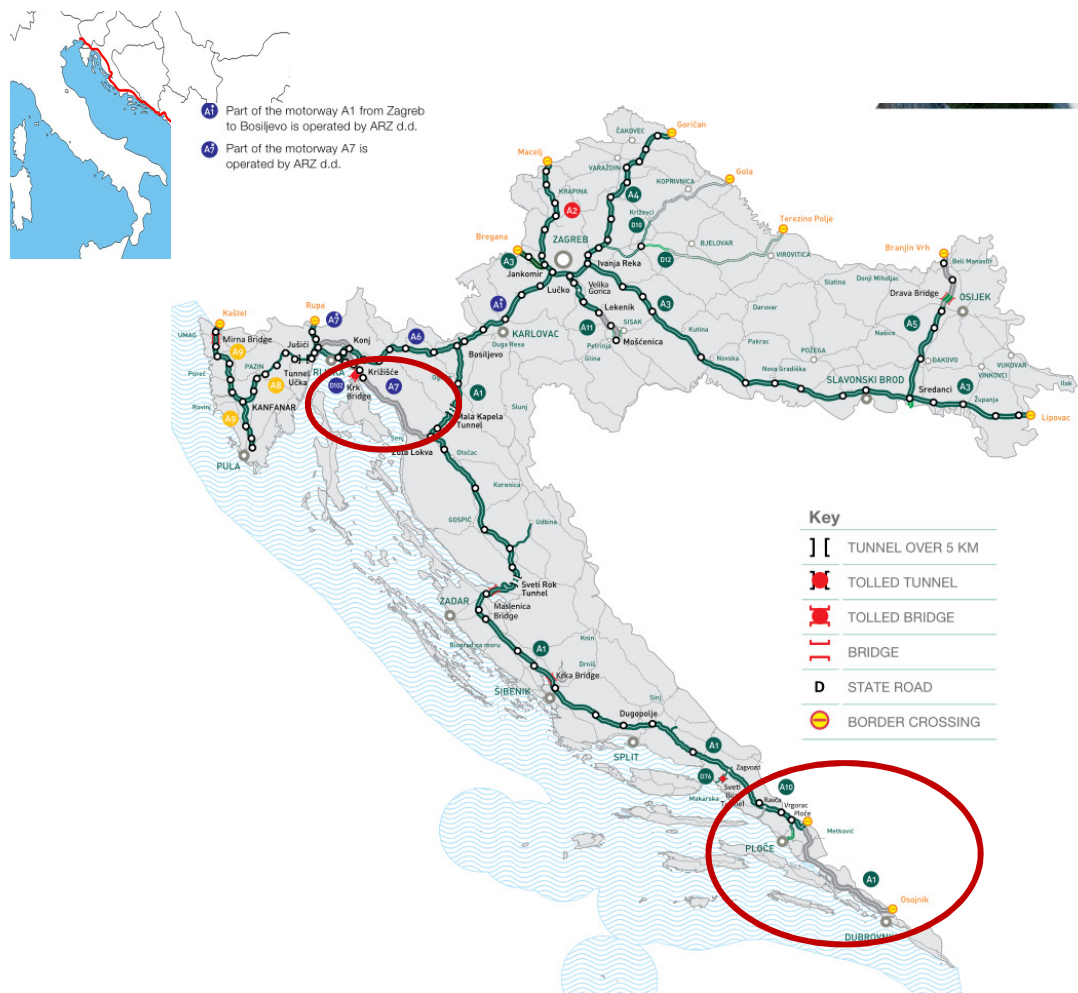 A1
Part of the motorway A1 from Zagreb
to Bosiljevo is operated by ARZ d.d.
A7
Part of the motorway A7 is
operated by ARZ d.d.
Goričan
ČAKOVEC
Macelj
VARAŽDIN
Gola
KOPRIVNICA
KRAPINA
A4
A2
Križevci
D10
Terezino Polje
Bregana
ZAGREB
BJELOVAR
VIROVITICA
Branjin Vrh
A3
Ivanja Reka
D12
Beli Manastir
Jankomir
Slatina
Donji Miholjac
Drava Bridge
OSIJEK
Lučko
Velika
Gorica
A3
Daruvar
Rupa
A7
A1
Lekenik
Kaštel
A6
KARLOVAC
A11
SISAK
Kutina
A5
Našice
UMAG
Mirna Bridge
Jušići
Konj
Duga Resa
Petrinja
Mošćenica
Pakrac
A9
PAZIN
Bosiljevo
Glina
Novska
POŽEGA
ĐAKOVO
VUKOVAR
Poreč
Tunnel
Učka
Križišće
Nova Gradiška
SLAVONSKI BROD
Sredanci
VINKOVCI
A3
Ilok
A8
D102
Krk
Bridge
A7
A1
Županja
Rovinj
KANFANAR
Slunj
Lipovac
A9
Mala Kapela
Tunnel
Senj
Žuta Lokva
Otočac
PULA
Korenica
GOSPIĆ
Udbina
Key
TUNNEL OVER 5 KM
Sveti Rok
Tunnel
TOLLED TUNNEL
ZADAR
Maslenica
Bridge
TOLLED BRIDGE
Knin
Biograd na moru
A1
BRIDGE
Drniš
Krka Bridge
D STATE ROAD
ŠIBENIK
Sinj
Dugopolje
BORDER CROSSING
A1
SPLIT
Zagvozd
D76
A10
Sveti
Tunnel
Makarska
Ravča
Vrgorac
Ploče
Metković
PLOČE
A1
Osojnik